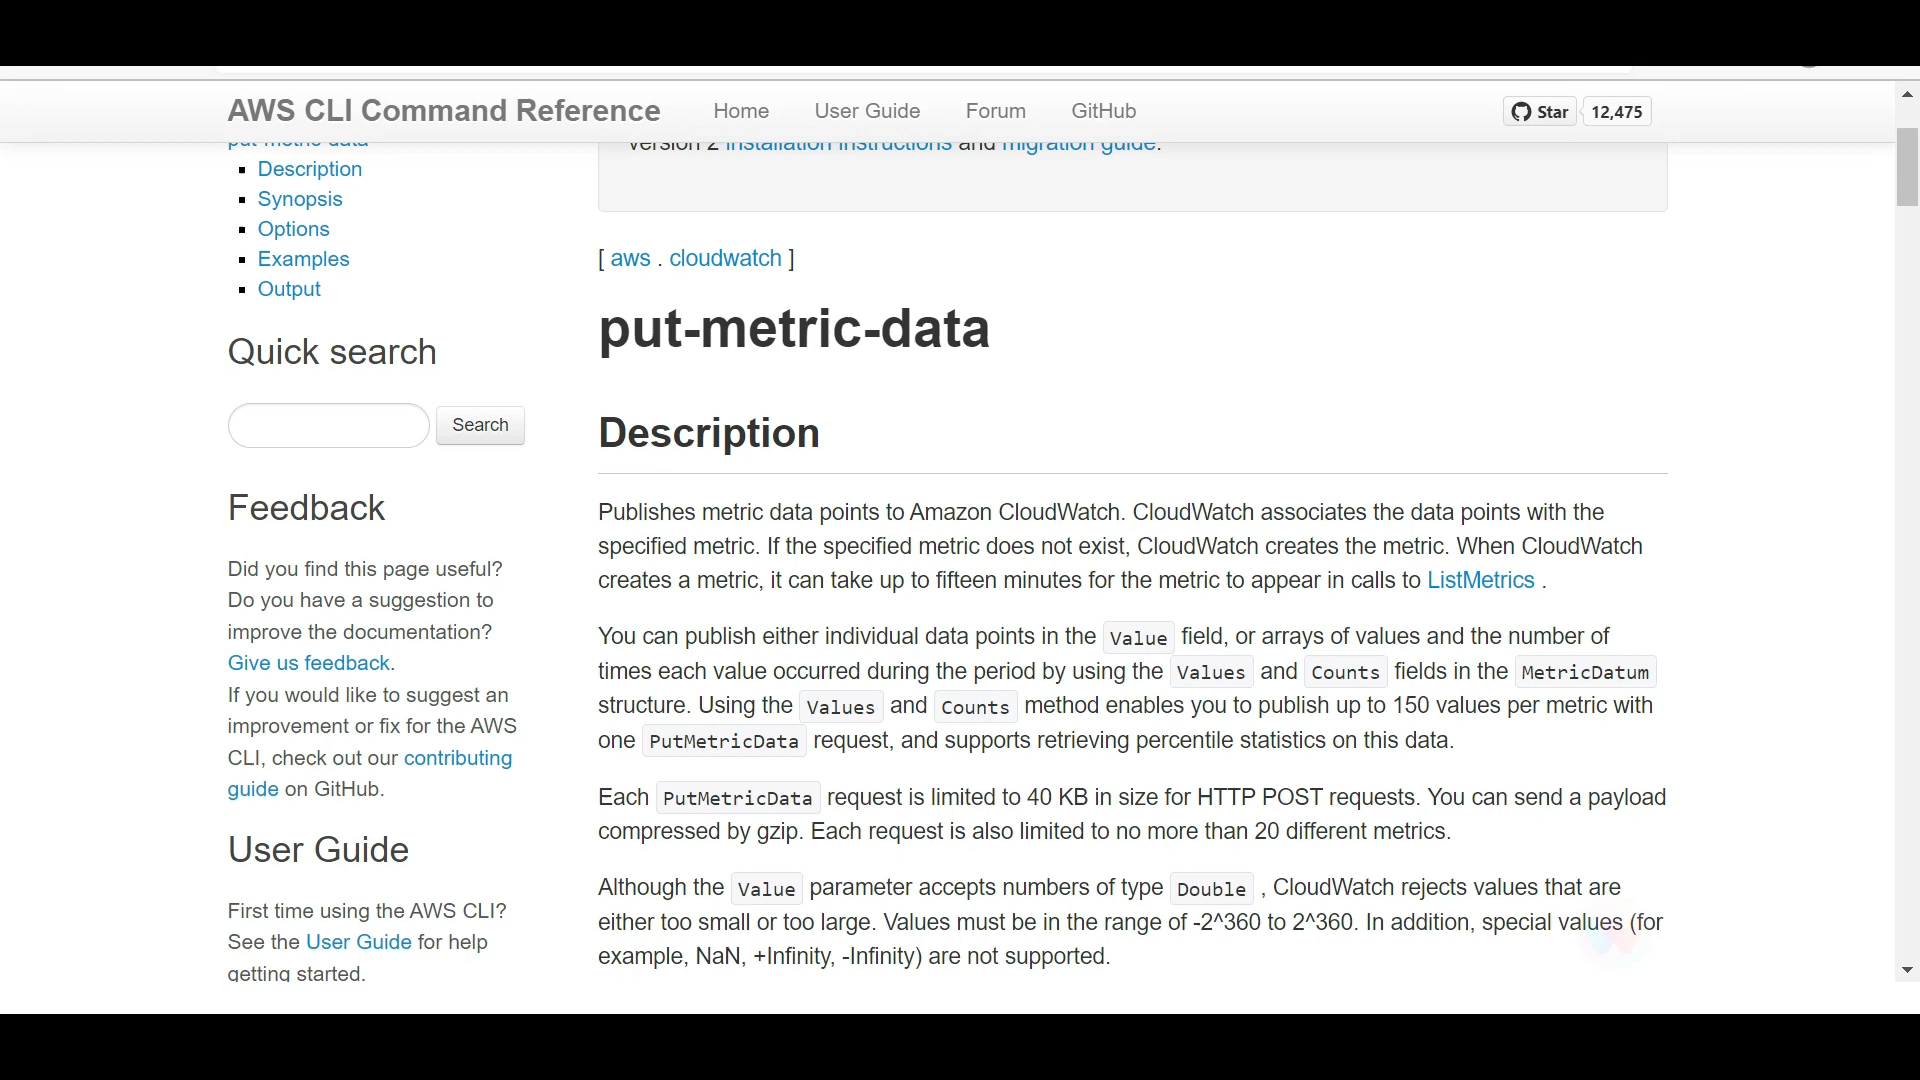 AWS CLI Command Reference Home User Guide Forum GitHub Star 12,475
put-metric-data
Description
Synopsis
Options
Examples
Output
Quick search
Search
Feedback
Did you find this page useful?
Do you have a suggestion to
improve the documentation?
Give us feedback.
If you would like to suggest an
improvement or fix for the AWS
CLI, check out our contributing
guide on GitHub.
User Guide
First time using the AWS CLI?
See the User Guide for help
getting started.
version 2 installation instructions and migration guide.
[ aws . cloudwatch ]
put-metric-data
Description
Publishes metric data points to Amazon CloudWatch. CloudWatch associates the data points with the
specified metric. If the specified metric does not exist, CloudWatch creates the metric. When CloudWatch
creates a metric, it can take up to fifteen minutes for the metric to appear in calls to ListMetrics .
You can publish either individual data points in the Value field, or arrays of values and the number of
times each value occurred during the period by using the Values and Counts fields in the MetricDatum
structure. Using the Values and Counts method enables you to publish up to 150 values per metric with
one PutMetricData request, and supports retrieving percentile statistics on this data.
Each PutMetricData request is limited to 40 KB in size for HTTP POST requests. You can send a payload
compressed by gzip. Each request is also limited to no more than 20 different metrics.
Although the Value parameter accepts numbers of type Double , CloudWatch rejects values that are
either too small or too large. Values must be in the range of -2^360 to 2^360. In addition, special values (for
example, NaN, +Infinity, -Infinity) are not supported.